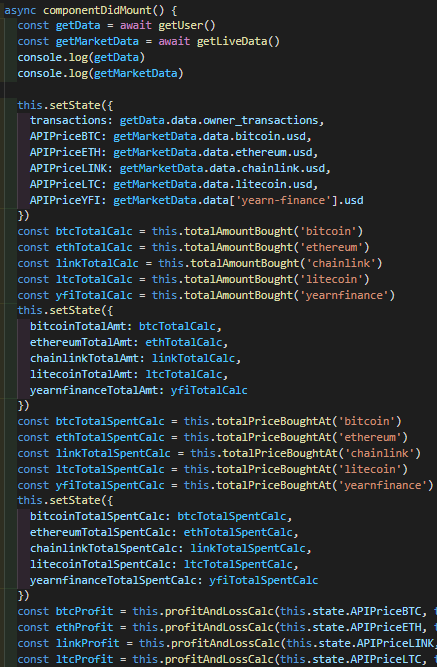 async componentDidMount() {
const getData = await getUser()
const getMarketData = await getLiveData()
console.log(getData)
console.log(getMarketData)
this.setState({
transactions: getData.data.owner_transactions,
APIPriceBTC: getMarketData.data.bitcoin.usd,
APIPriceETH: getMarketData.data.ethereum.usd,
APIPriceLINK: getMarketData.data.chainlink.usd,
APIPriceLTC: getMarketData.data.litecoin.usd,
APIPriceYFI: getMarketData.data['yearn-finance'].usd
})
const btcTotalCalc = this.totalAmountBought('bitcoin')
const ethTotalCalc = this.totalAmountBought('ethereum')
const linkTotalCalc = this.totalAmountBought('chainlink')
const ltcTotalCalc = this.totalAmountBought('litecoin')
const yfiTotalCalc = this.totalAmountBought('yearnfinance')
this.setState({
bitcoinTotalAmt: btcTotalCalc,
ethereumTotalAmt: ethTotalCalc,
chainlinkTotalAmt: linkTotalCalc,
litecoinTotalAmt: ltcTotalCalc,
yearnfinanceTotalAmt: yfiTotalCalc
})
const btcTotalSpentCalc = this.totalPriceBoughtAt('bitcoin')
const ethTotalSpentCalc = this.totalPriceBoughtAt('ethereum')
const linkTotalSpentCalc = this.totalPriceBoughtAt('chainlink')
const ltcTotalSpentCalc = this.totalPriceBoughtAt('litecoin')
const yfiTotalSpentCalc = this.totalPriceBoughtAt('yearnfinance')
this.setState({
bitcoinTotalSpentCalc: btcTotalSpentCalc,
ethereumTotalSpentCalc: ethTotalSpentCalc,
chainlinkTotalSpentCalc: linkTotalSpentCalc,
litecoinTotalSpentCalc: ltcTotalSpentCalc,
yearnfinanceTotalSpentCalc: yfiTotalSpentCalc
})
const btcProfit = this.profitAndLossCalc(this.state.APIPriceBTC,
const ethProfit = this.profitAndLossCalc(this.state.APIPriceETH,
const linkProfit = this.profitAndLossCalc(this.state.APIPriceLINK,
const ltcProfit = this.profitAndLossCalc(this.state.APIPriceLTC,